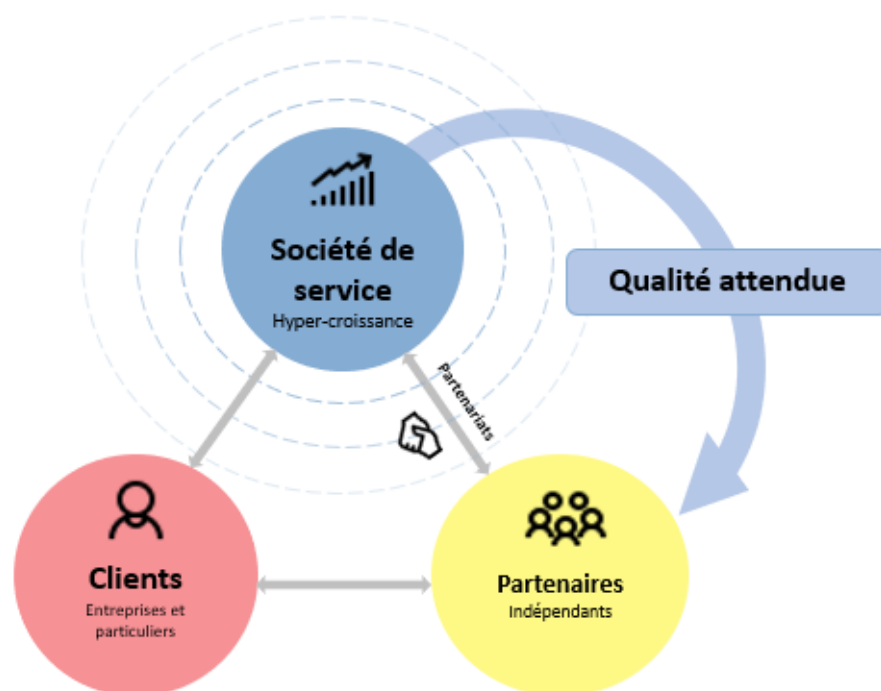 Société de
service
Hyper-croissance
Qualité attendue
Partenariats
Clients
Entreprises et
particuliers
Partenaires
Indépendants